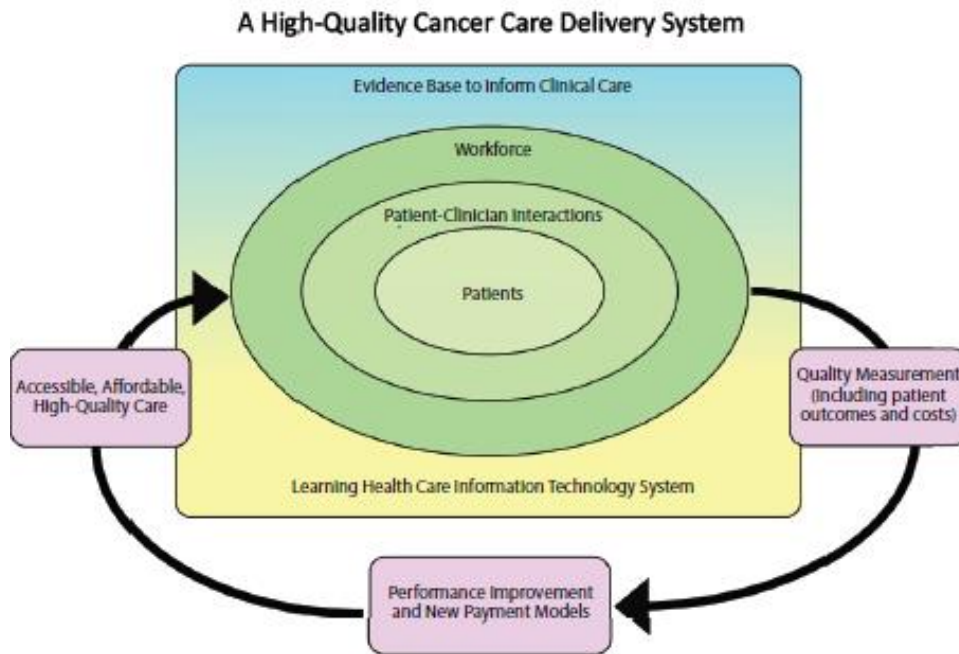 A High-Quality Cancer Care Delivery System
Evidence Base to Inform Clinical Care
Workforce
Patient-Clinician Interactions
Patients
Accessible, Affordable,
High-Quality Care
Quality Measurement
(including patient
outcomes and costs)
Learning Health Care Information Technology System
Performance Improvement
and New Payment Models